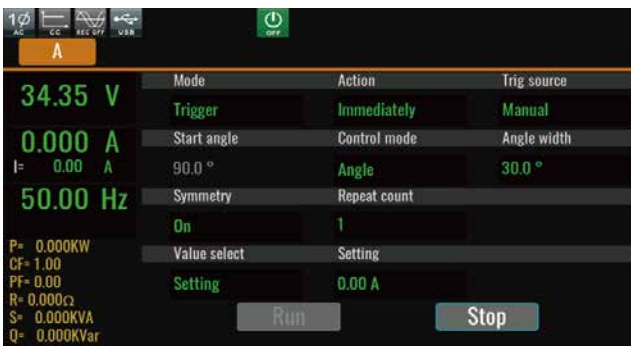 1Ø
AC CC REC OFF USB OFF
A
34.35 V
0.000 A
I= 0.00 A
50.00 Hz
P= 0.000KW
CF= 1.00
PF= 0.00
R= 0.000Ω
S= 0.000KVA
Q= 0.000KVar
Mode Action Trig source
Trigger Immediately Manual
Start angle Control mode Angle width
90.0 ° Angle 30.0 °
Symmetry Repeat count
On 1
Value select Setting
Setting 0.00 A
Run Stop